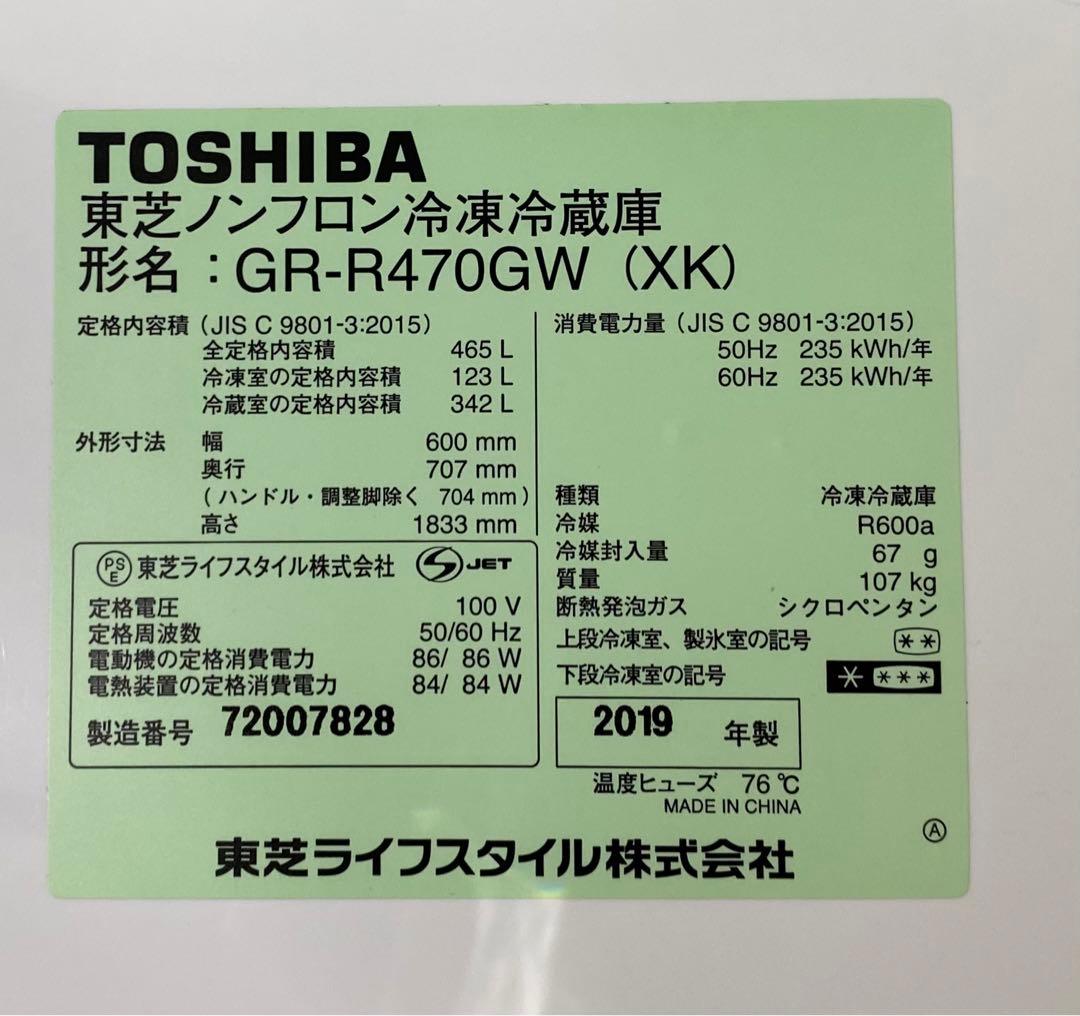 TOSHIBA
東芝ノンフロン冷凍冷蔵庫
形名：GR-R470GW（XK）
定格内容積（JIS C 9801-3:2015）
全定格内容積 465 L
冷凍室の定格内容積 123 L
冷蔵室の定格内容積 342 L
外形寸法 幅 600 mm
奥行 707 mm
（ハンドル・調整脚除く 704 mm）
高さ 1833 mm
PS
E 東芝ライフスタイル株式会社 JET
定格電圧 100 V
定格周波数 50/60 Hz
電動機の定格消費電力 86/ 86 W
電熱装置の定格消費電力 84/ 84 W
製造番号 72007828
消費電力量（JIS C 9801-3:2015）
50Hz 235 kWh/年
60Hz 235 kWh/年
種類 冷凍冷蔵庫
冷媒 R600a
冷媒封入量 67 g
質量 107 kg
断熱発泡ガス シクロペンタン
上段冷凍室、製氷室の記号 **
下段冷凍室の記号 * ***
2019 年製
温度ヒューズ 76 ℃
MADE IN CHINA
Ⓐ
東芝ライフスタイル株式会社